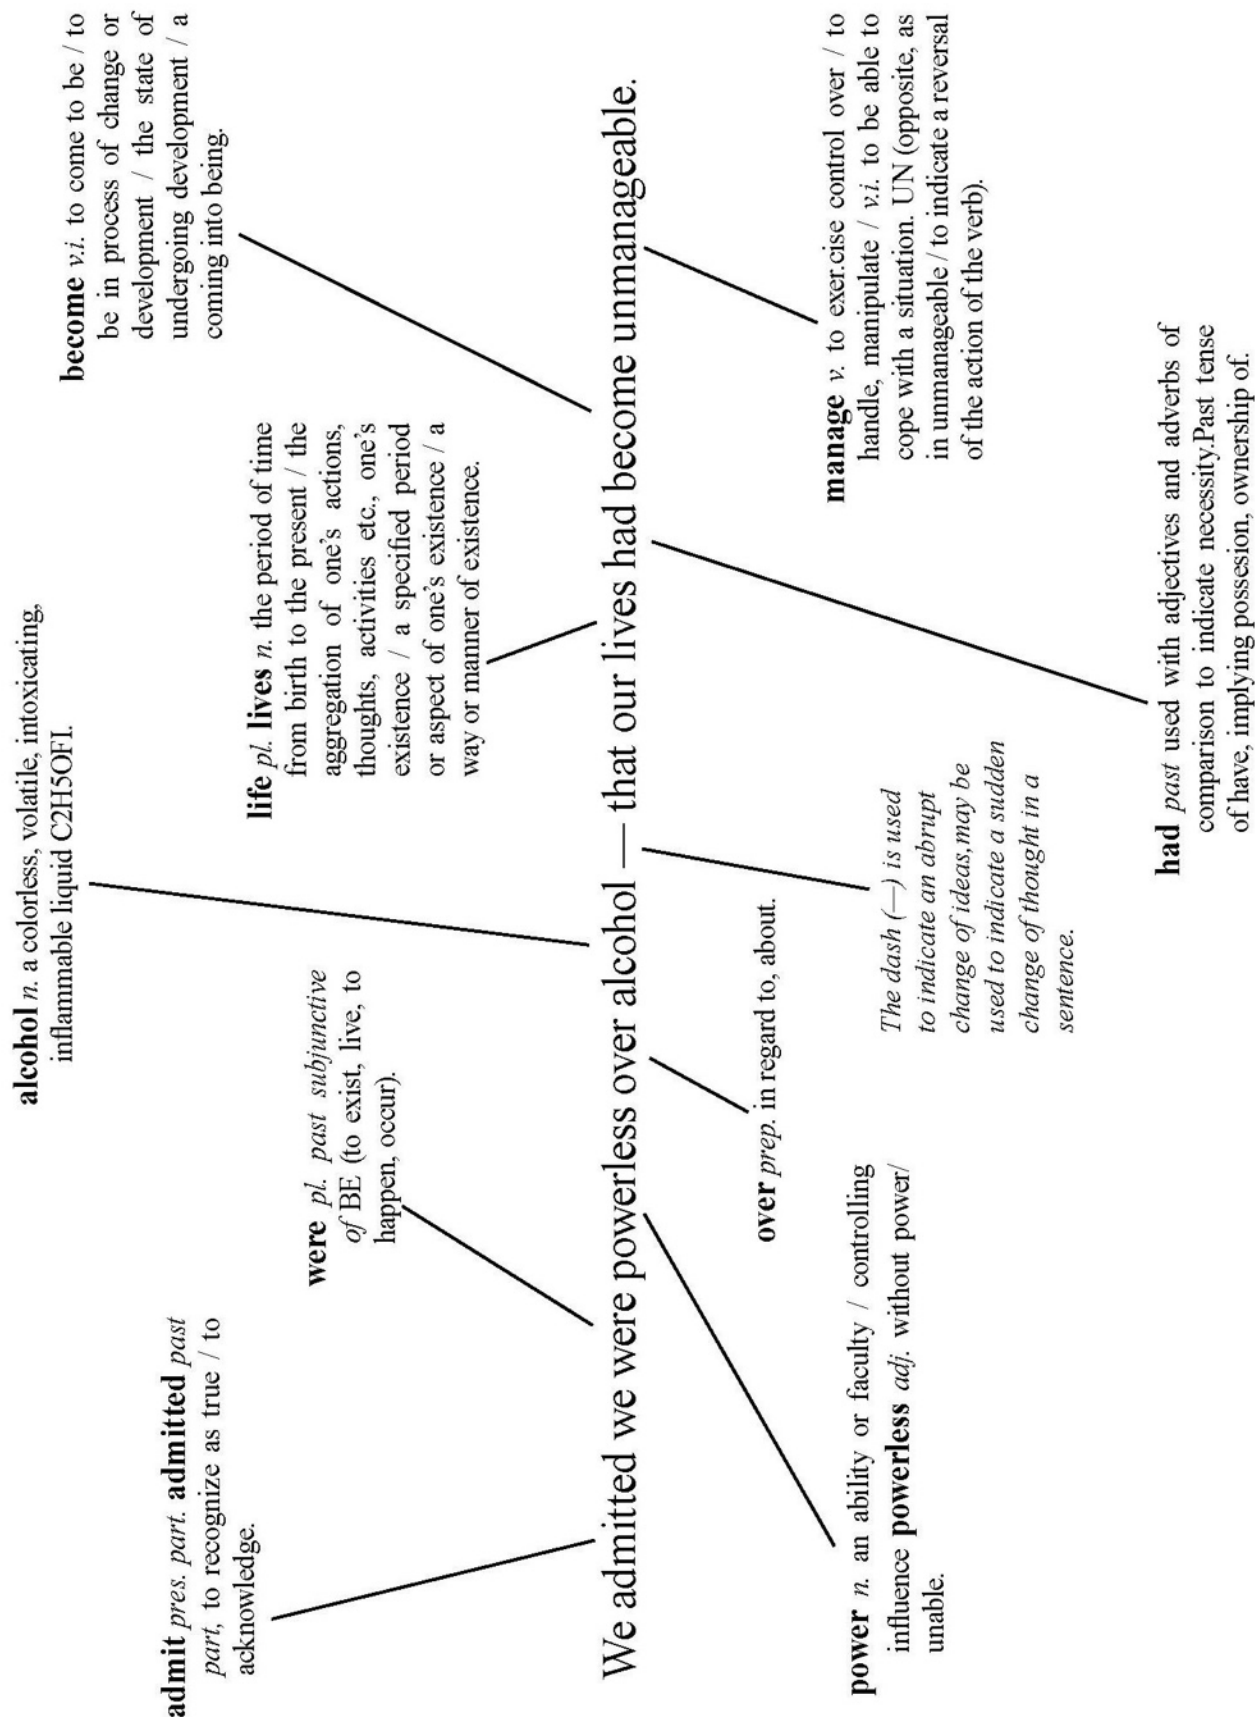 alcohol n. a colorless, volatile, intoxicating,
inflammable liquid C2H5OFI.
become v.i. to come to be / to
be in process of change or
development / the state of
undergoing development / a
coming into being.
admit pres. part. admitted past
part, to recognize as true / to
acknowledge.
were pl. past subjunctive
of BE (to exist, live, to
happen, occur).
life pl. lives n. the period of time
from birth to the present / the
aggregation of one's actions,
thoughts, activities etc., one's
existence / a specified period
or aspect of one's existence / a
way or manner of existence.
We admitted we were powerless over alcohol — that our lives had become unmanageable.
power n. an ability or faculty / controlling
influence powerless adj. without power/
unable.
over prep. in regard to, about.
The dash (—) is used
to indicate an abrupt
change of ideas,may be
used to indicate a sudden
change of thought in a
sentence.
manage v. to exer.cise control over / to
handle, manipulate / v.i. to be able to
cope with a situation. UN (opposite, as
in unmanageable / to indicate a reversal
of the action of the verb).
had past used with adjectives and adverbs of
comparison to indicate necessity.Past tense
of have, implying possesion, ownership of.